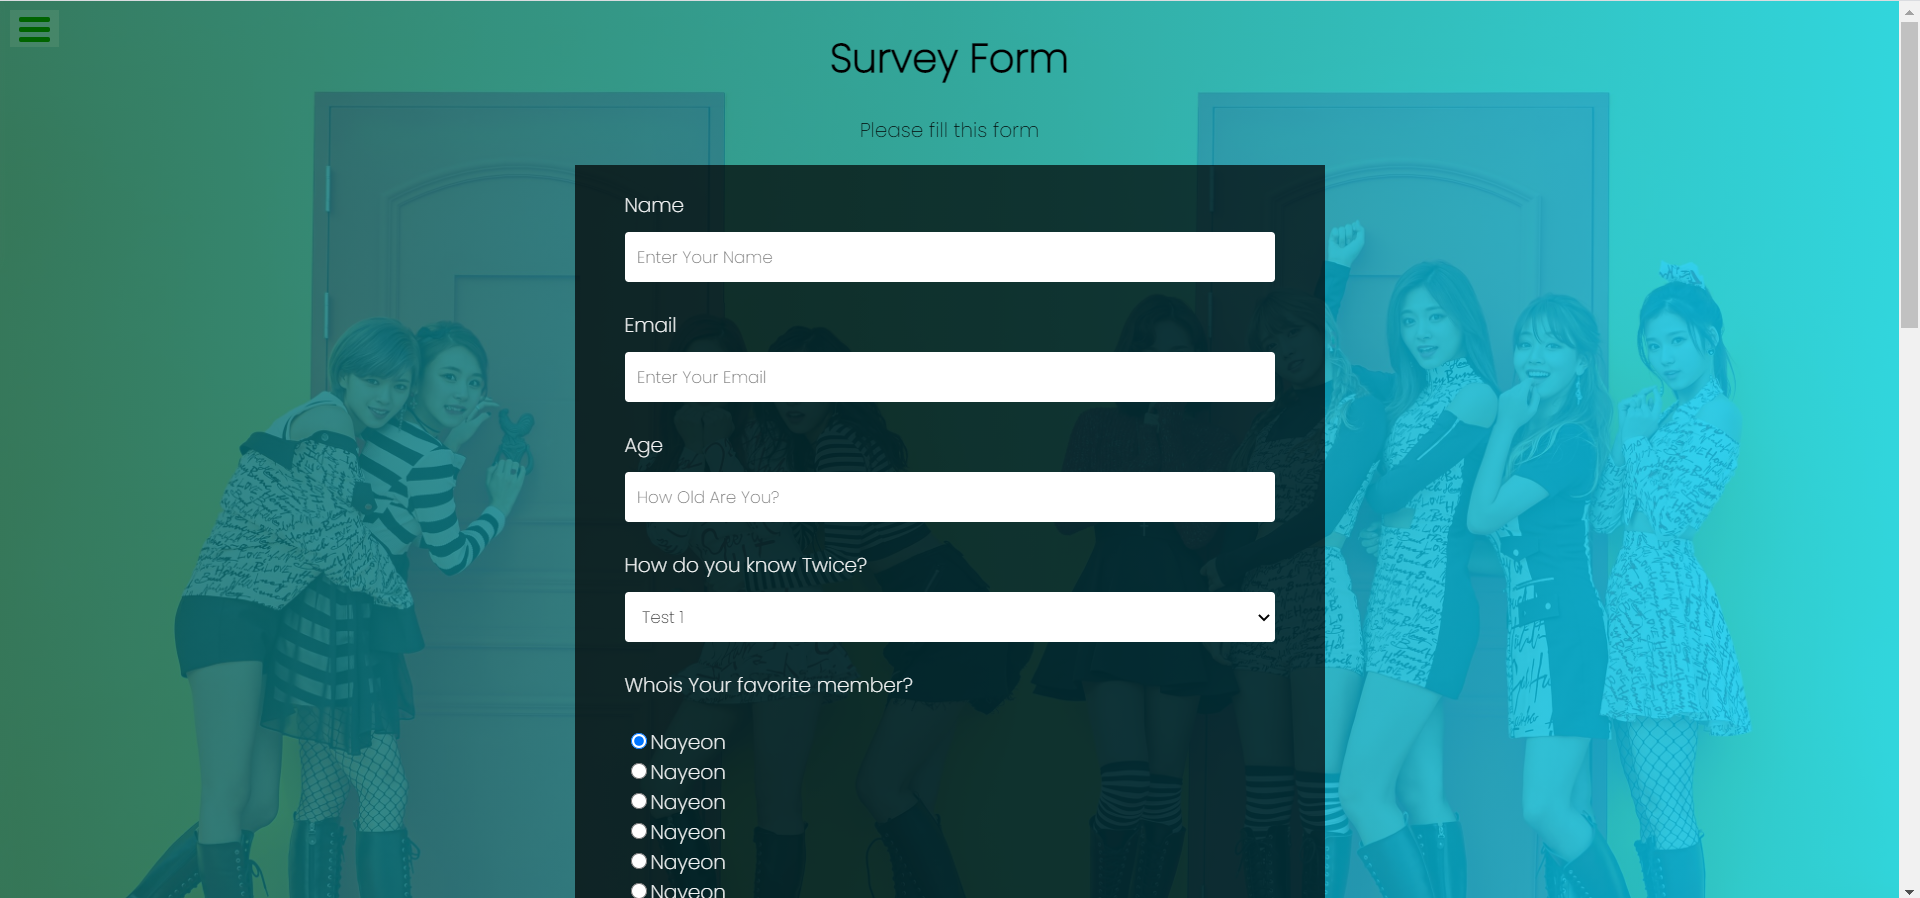 Survey Form
Please fill this form
Name
Enter Your Name
Email
Enter Your Email
Age
How Old Are You?
How do you know Twice?
Test 1
Whois Your favorite member?
Nayeon
Nayeon
Nayeon
Nayeon
Nayeon
Nayeon